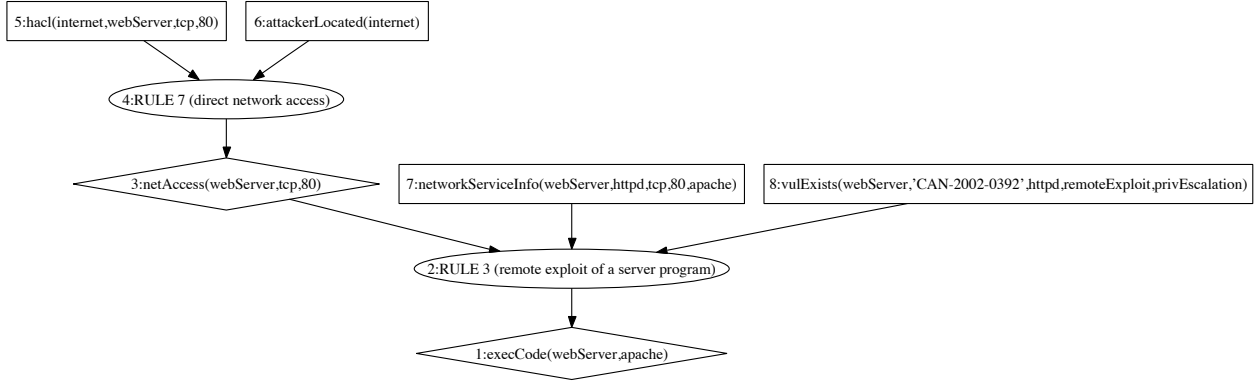 5:hacl(internet,webServer,tcp,80)
6:attackerLocated(internet)
4:RULE 7 (direct network access)
3:netAccess(webServer,tcp,80)
7:networkServiceInfo(webServer,httpd,tcp,80,apache)
8:vulExists(webServer,’CAN-2002-0392’,httpd,remoteExploit,privEscalation)
2:RULE 3 (remote exploit of a server program)
1:execCode(webServer,apache)